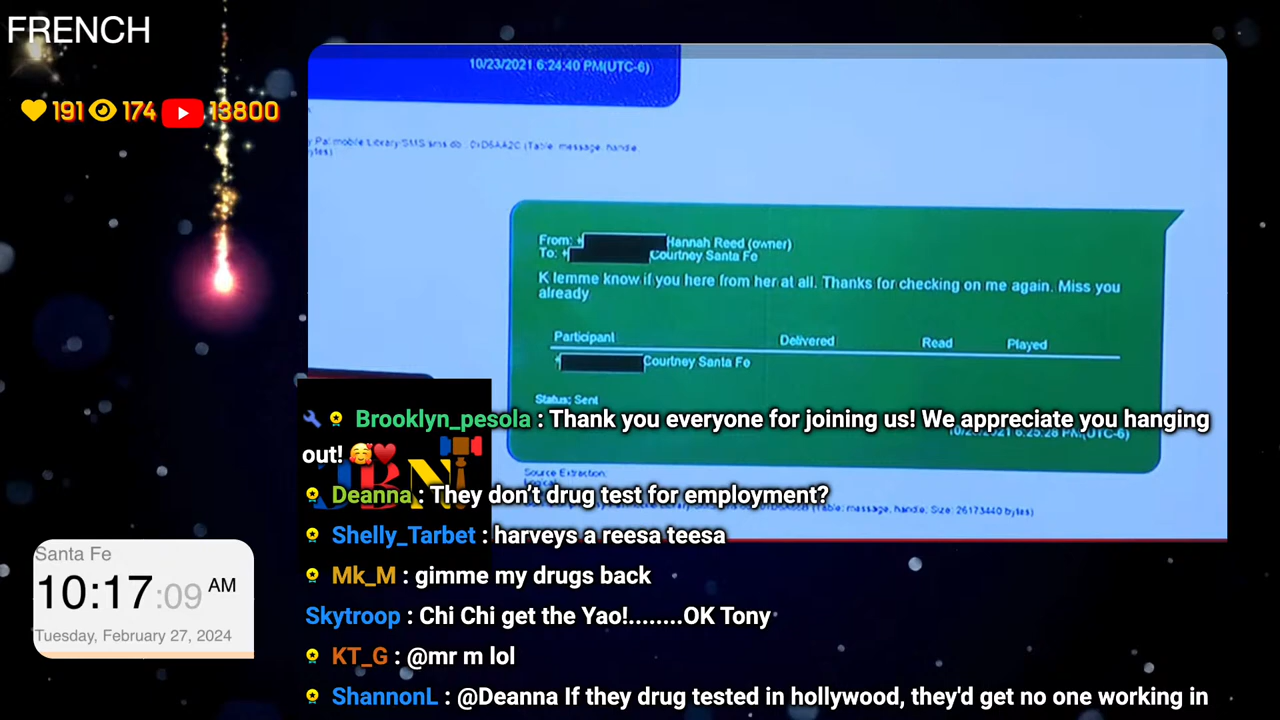 FRENCH
191 174 13800
10/23/2021 6:24:40 PM(UTC-6)
From: Hannah Reed (owner)
To: Courtney Santa Fe
K lemme know if you here from her at all. Thanks for checking on me again. Miss you
already
Participant Delivered Read Played
Courtney Santa Fe
Status: Sent
Source Extraction:
Brooklyn_pesola : Thank you everyone for joining us! We appreciate you hanging
out! 🥰♥️
Deanna : They don’t drug test for employment?
Shelly_Tarbet : harveys a reesa teesa
Mk_M : gimme my drugs back
Skytroop : Chi Chi get the Yao!........OK Tony
KT_G : @mr m lol
ShannonL : @Deanna If they drug tested in hollywood, they'd get no one working in
Santa Fe
10:17:09 AM
Tuesday, February 27, 2024